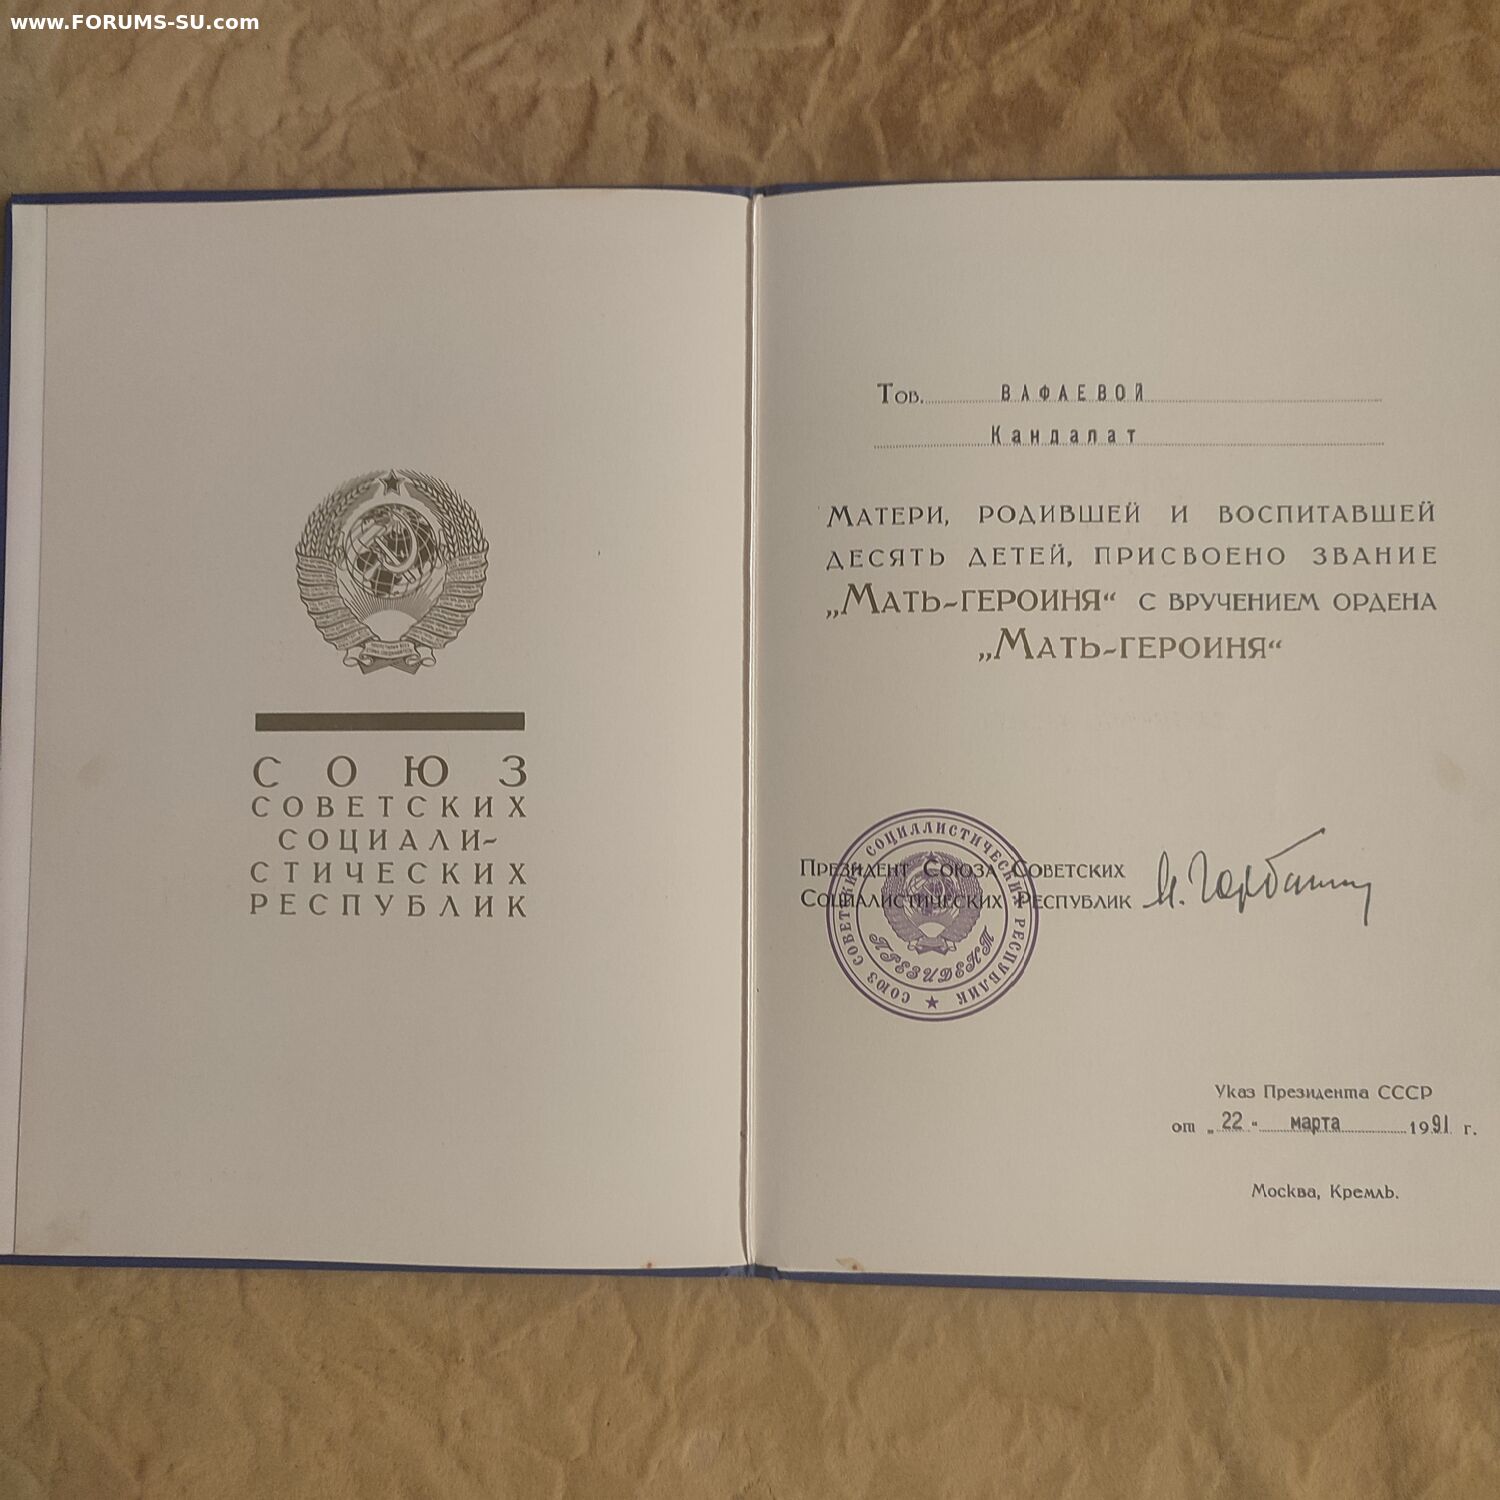 www.FORUMS-SU.com
СОЮЗ
СОВЕТСКИХ
СОЦИАЛИ-
СТИЧЕСКИХ
РЕСПУБЛИК
Тов. ВАФАЕВОЙ
Кандалат
Матери, родившей и воспитавшей
десять детей, присвоено звание
„Мать-героиня“ с вручением ордена
„Мать-героиня“
Президент Союза Советских
Социалистических Республик
М. Горбачев
СОЮЗ СОВЕТСКИХ СОЦИАЛИСТИЧЕСКИХ РЕСПУБЛИК
ПРЕЗИДЕНТ
Указ Президента СССР
от „22“ марта 1991 г.
Москва, Кремль.